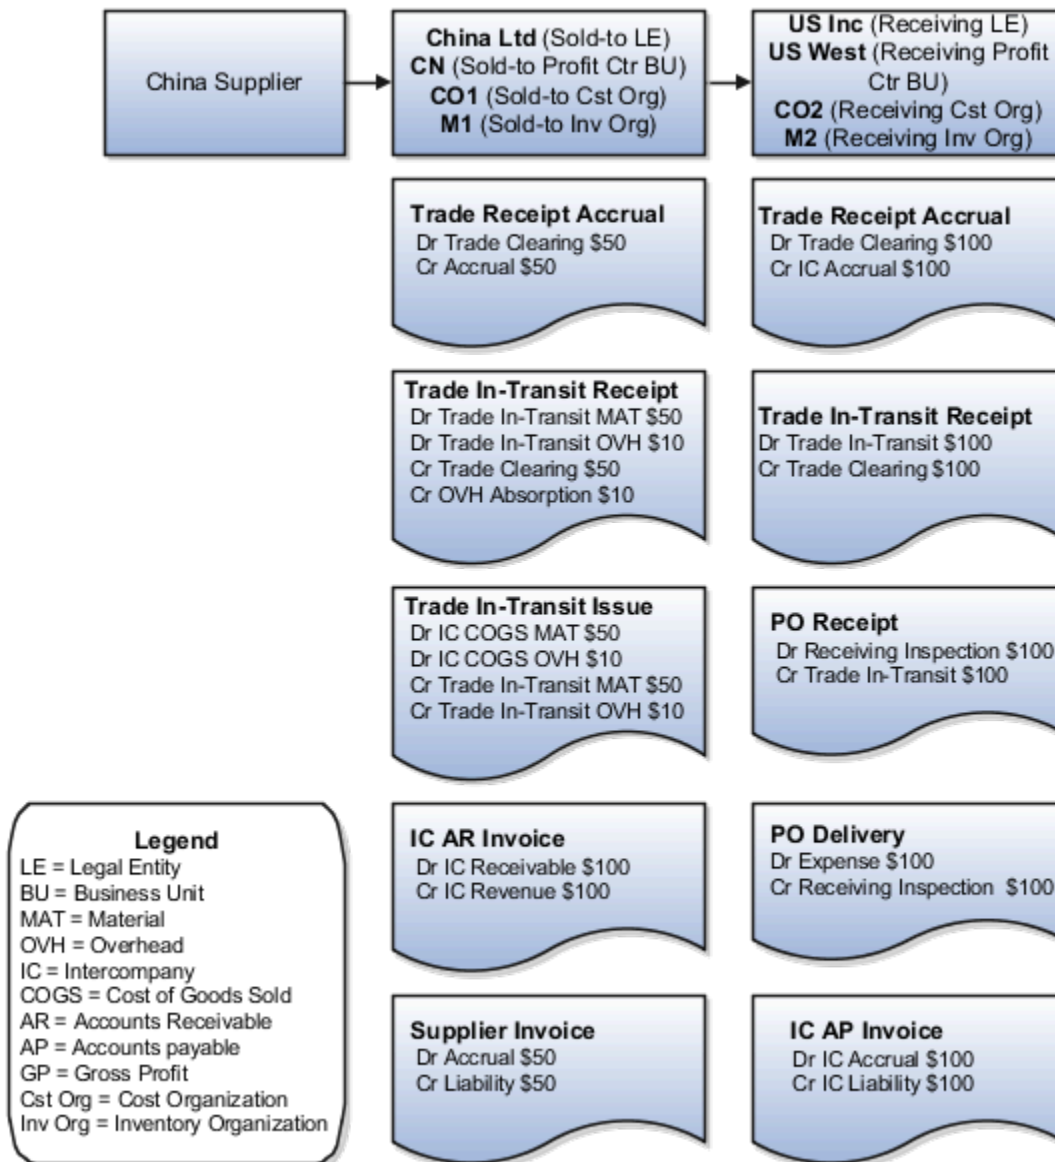 China Supplier
China Ltd (Sold-to LE)
CN (Sold-to Profit Ctr BU)
CO1 (Sold-to Cst Org)
M1 (Sold-to Inv Org)
US Inc (Receiving LE)
US West (Receiving Profit
Ctr BU)
CO2 (Receiving Cst Org)
M2 (Receiving Inv Org)
Trade Receipt Accrual
Dr Trade Clearing $50
Cr Accrual $50
Trade Receipt Accrual
Dr Trade Clearing $100
Cr IC Accrual $100
Trade In-Transit Receipt
Dr Trade In-Transit MAT $50
Dr Trade In-Transit OVH $10
Cr Trade Clearing $50
Cr OVH Absorption $10
Trade In-Transit Receipt
Dr Trade In-Transit $100
Cr Trade Clearing $100
Trade In-Transit Issue
Dr IC COGS MAT $50
Dr IC COGS OVH $10
Cr Trade In-Transit MAT $50
Cr Trade In-Transit OVH $10
PO Receipt
Dr Receiving Inspection $100
Cr Trade In-Transit $100
Legend
LE = Legal Entity
BU = Business Unit
MAT = Material
OVH = Overhead
IC = Intercompany
COGS = Cost of Goods Sold
AR = Accounts Receivable
AP = Accounts payable
GP = Gross Profit
Cst Org = Cost Organization
Inv Org = Inventory Organization
IC AR Invoice
Dr IC Receivable $100
Cr IC Revenue $100
PO Delivery
Dr Expense $100
Cr Receiving Inspection $100
Supplier Invoice
Dr Accrual $50
Cr Liability $50
IC AP Invoice
Dr IC Accrual $100
Cr IC Liability $100